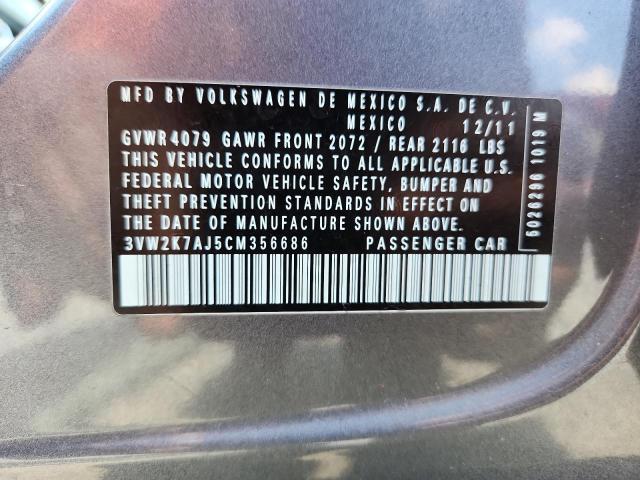 MFD BY VOLKSWAGEN DE MEXICO S.A. DE C.V.
MEXICO 12/11
GVWR 4079 GAWR FRONT 2072 / REAR 2116 LBS
THIS VEHICLE CONFORMS TO ALL APPLICABLE U.S.
FEDERAL MOTOR VEHICLE SAFETY, BUMPER AND
THEFT PREVENTION STANDARDS IN EFFECT ON
THE DATE OF MANUFACTURE SHOWN ABOVE.
3VW2K7AJ5CM356686 PASSENGER CAR
5026296 1019 M